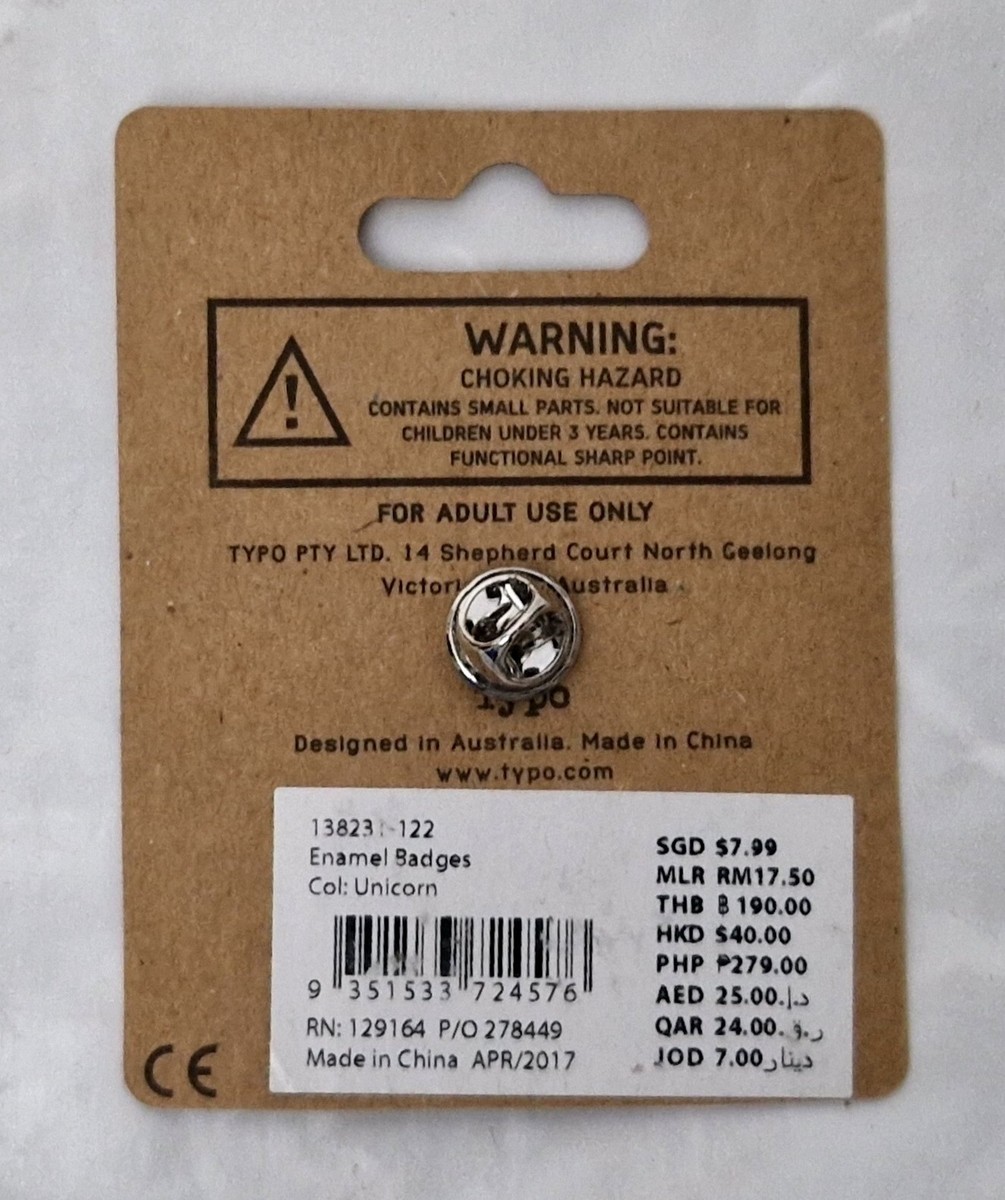 WARNING:
CHOKING HAZARD
CONTAINS SMALL PARTS. NOT SUITABLE FOR
CHILDREN UNDER 3 YEARS. CONTAINS
FUNCTIONAL SHARP POINT.
FOR ADULT USE ONLY
TYPO PTY LTD. 14 Shepherd Court North Geelong
Australia
Typo
Designed in Australia. Made in China
www.typo.com
Enamel Badges
Col: Unicorn
9 351533 724576
RN: 129164 P/O 278449
Made in China APR/2017
SGD $7.99
MLR RM17.50
THB ฿ 190.00
HKD $40.00
PHP ₱279.00
AED 25.00 د.إ.
QAR 24.00 ر.ق.
JOD 7.00 دينار
CE